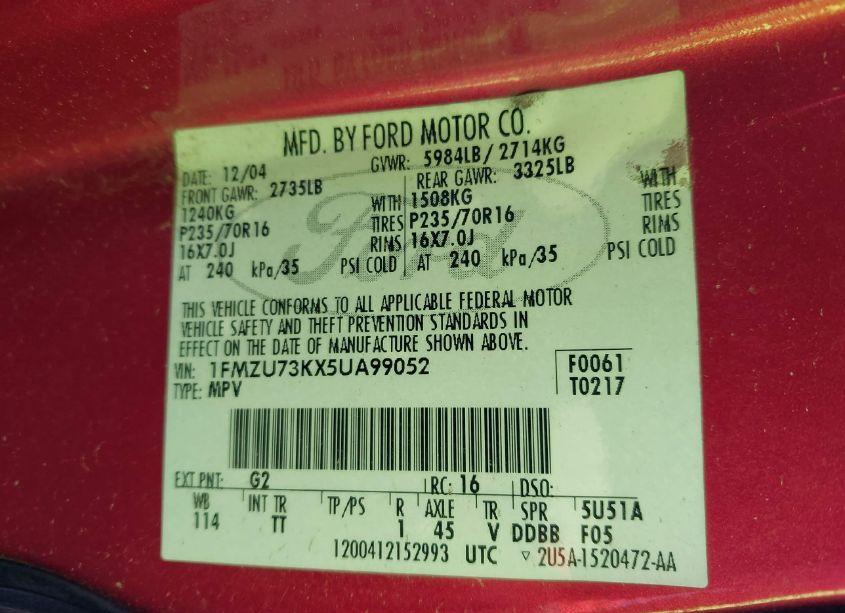 MFD. BY FORD MOTOR CO.
DATE: 12/04 GVWR: 5984LB/ 2714KG
FRONT GAWR: 2735LB REAR GAWR: 3325LB
1240KG WITH 1508KG WITH
P235/70R16 TIRES P235/70R16 TIRES
16X7.0J RIMS 16X7.0J RIMS
AT 240 kPa/35 PSI COLD AT 240 kPa/35 PSI COLD
Ford
THIS VEHICLE CONFORMS TO ALL APPLICABLE FEDERAL MOTOR
VEHICLE SAFETY AND THEFT PREVENTION STANDARDS IN
EFFECT ON THE DATE OF MANUFACTURE SHOWN ABOVE.
VIN: 1FMZU73KX5UA99052 F0061
TYPE: MPV T0217
EXT PNT: G2 RC: 16 DSO:
WB INT TR TP/PS R AXLE TR SPR 5U51A
114 TT 1 45 V DDBB F05
1200412152993 UTC ▽ 2U5A-1520472-AA